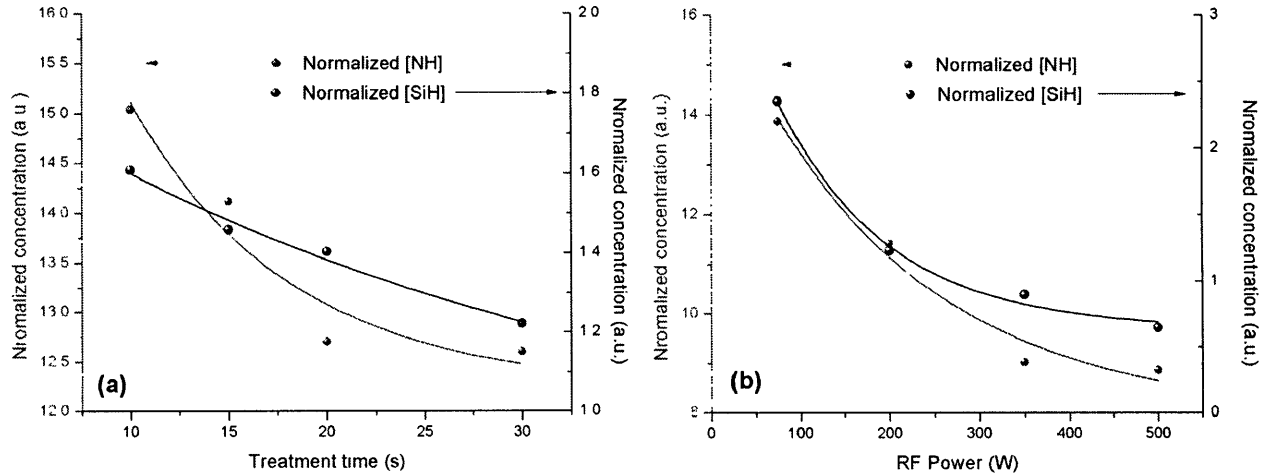 Nromalized concentration (a u )
16 0
15.5
15.0
14.5
14 0
13.5
13.0
12.5
12 0
Normalized [NH]
Normalized [SiH]
(a)
10
15
20
25
30
Treatment time (s)
2 0
1 8
1 6
1 4
1 2
1 0
Nromalized concentration (a.u.)
Nromalized concentration (a.u.)
16
14
12
10
8
Normalized [NH]
Normalized [SiH]
(b)
0
100
200
300
400
500
RF Power (W)
3
2
1
0
Nromalized concentration (a.u.)